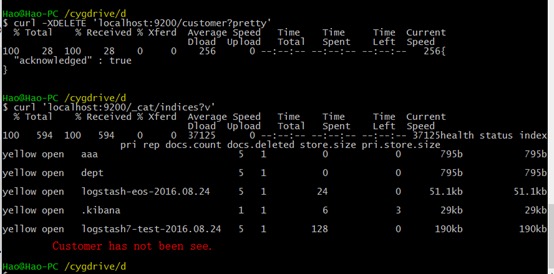 Hao@Hao-PC /cygdrive/d
$ curl -XDELETE 'localhost:9200/customer?pretty'
  % Total    % Received % Xferd  Average Speed   Time    Time     Time  Current
                                 Dload  Upload   Total   Spent    Left  Speed
100    28  100    28    0     0    256      0 --:--:-- --:--:-- --:--:--   256{
  "acknowledged" : true
}
Hao@Hao-PC /cygdrive/d
$ curl 'localhost:9200/_cat/indices?v'
  % Total    % Received % Xferd  Average Speed   Time    Time     Time  Current
                                 Dload  Upload   Total   Spent    Left  Speed
100   594  100   594    0     0  37125      0 --:--:-- --:--:-- --:--:-- 37125health status index
pri rep docs.count docs.deleted store.size pri.store.size
yellow open   aaa                       5   1          0            0       795b           795b
yellow open   dept                      5   1          0            0       795b           795b
yellow open   logstash-eos-2016.08.24   5   1         24            0     51.1kb         51.1kb
yellow open   .kibana                   1   1          6            3       29kb           29kb
yellow open   logstash7-test-2016.08.24   5   1        128            0      190kb          190kb
Customer has not been see.
Hao@Hao-PC /cygdrive/d